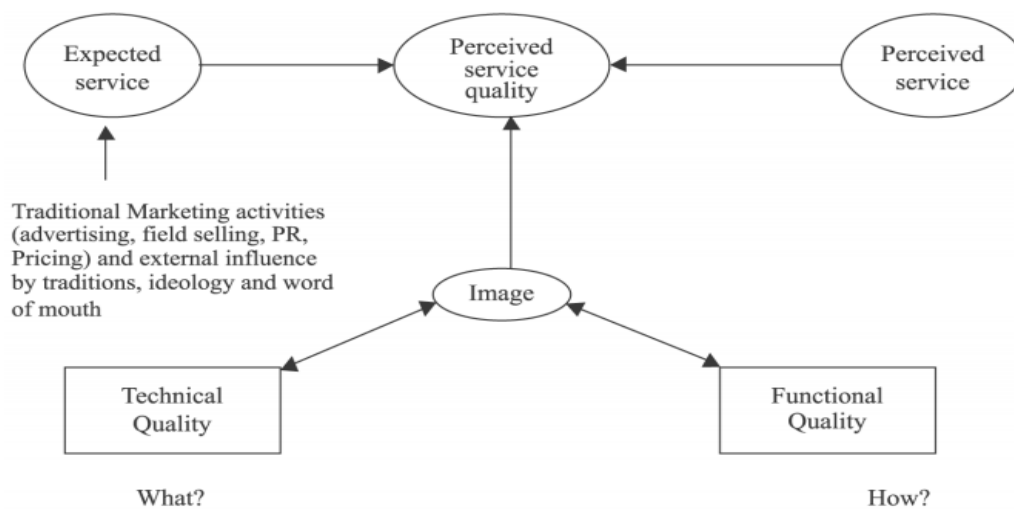 Expected
service
Perceived
service
quality
Perceived
service
Traditional Marketing activities
(advertising, field selling, PR,
Pricing) and external influence
by traditions, ideology and word
of mouth
Image
Technical
Quality
Functional
Quality
What?
How?